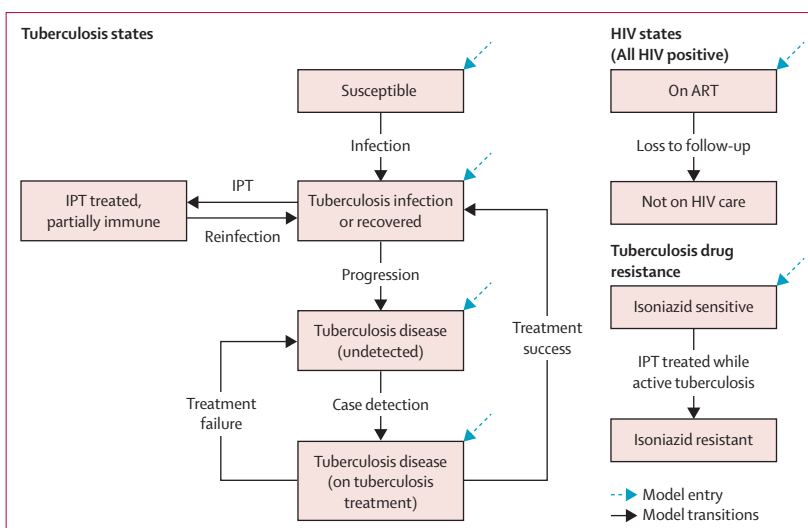 Tuberculosis states
Susceptible
Infection
IPT treated,
partially immune
IPT
Reinfection
Tuberculosis infection
or recovered
Progression
Tuberculosis disease
(undetected)
Treatment
success
Treatment
failure
Case detection
Tuberculosis disease
(on tuberculosis
treatment)
HIV states
(All HIV positive)
On ART
Loss to follow-up
Not on HIV care
Tuberculosis drug
resistance
Isoniazid sensitive
IPT treated while
active tuberculosis
Isoniazid resistant
Model entry
Model transitions